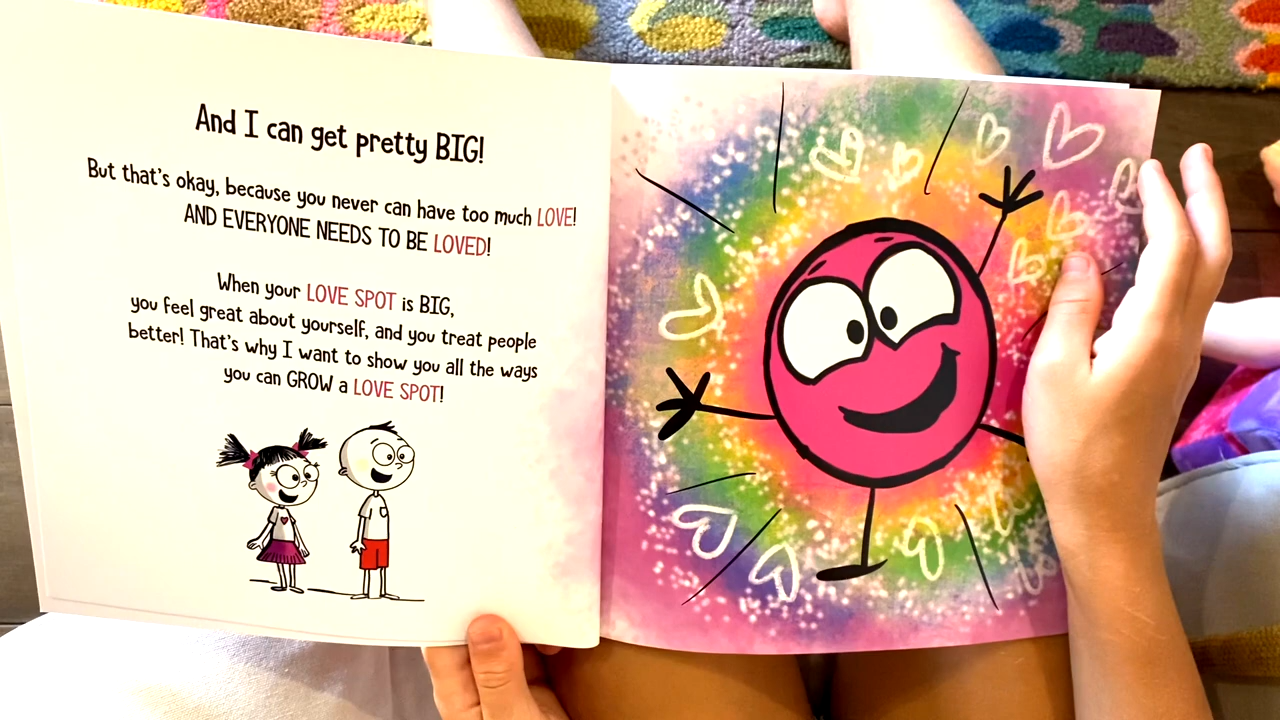 And I can get pretty BIG!
But that's okay, because you never can have too much LOVE!
AND EVERYONE NEEDS TO BE LOVED!
When your LOVE SPOT is BIG,
you feel great about yourself, and you treat people
better! That's why I want to show you all the ways
you can GROW a LOVE SPOT!